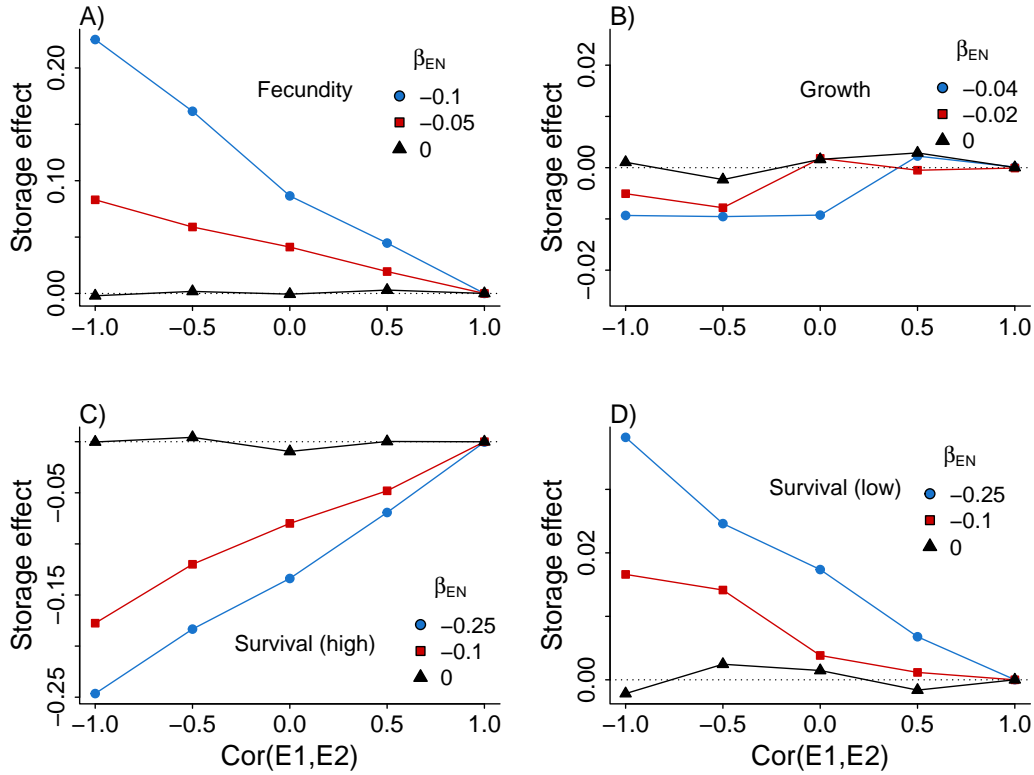 A)
Storage effect
0.00
0.10
0.20
Fecundity
βEN
−0.1
−0.05
0
−1.0 −0.5 0.0 0.5 1.0
B)
Storage effect
−0.02
0.00
0.02
Growth
βEN
−0.04
−0.02
0
−1.0 −0.5 0.0 0.5 1.0
C)
Storage effect
−0.25
−0.15
−0.05
Survival (high)
βEN
−0.25
−0.1
0
−1.0 −0.5 0.0 0.5 1.0
Cor(E1,E2)
D)
Storage effect
0.00
0.02
Survival (low)
βEN
−0.25
−0.1
0
−1.0 −0.5 0.0 0.5 1.0
Cor(E1,E2)